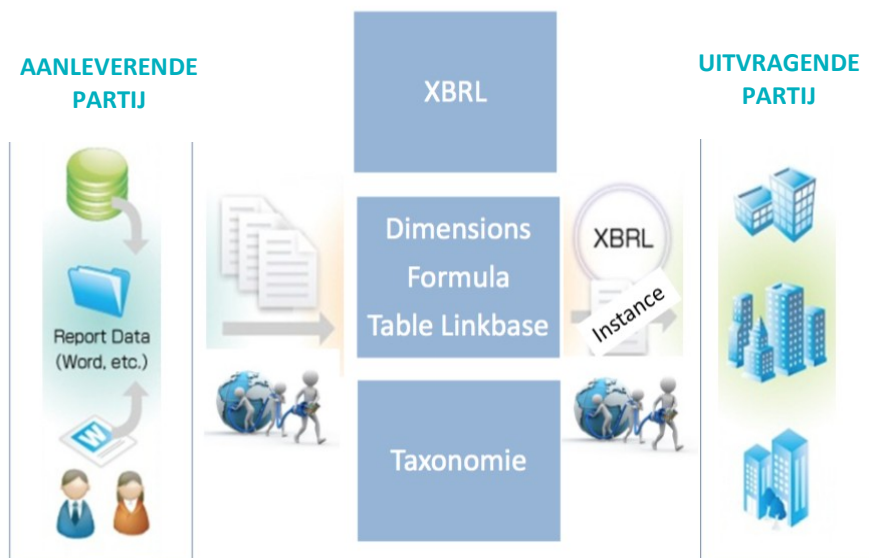 AANLEVERENDE
PARTIJ
Report Data
(Word, etc.)
W
XBRL
Dimensions
Formula
Table Linkbase
Taxonomie
XBRL
Instance
UITVRAGENDE
PARTIJ